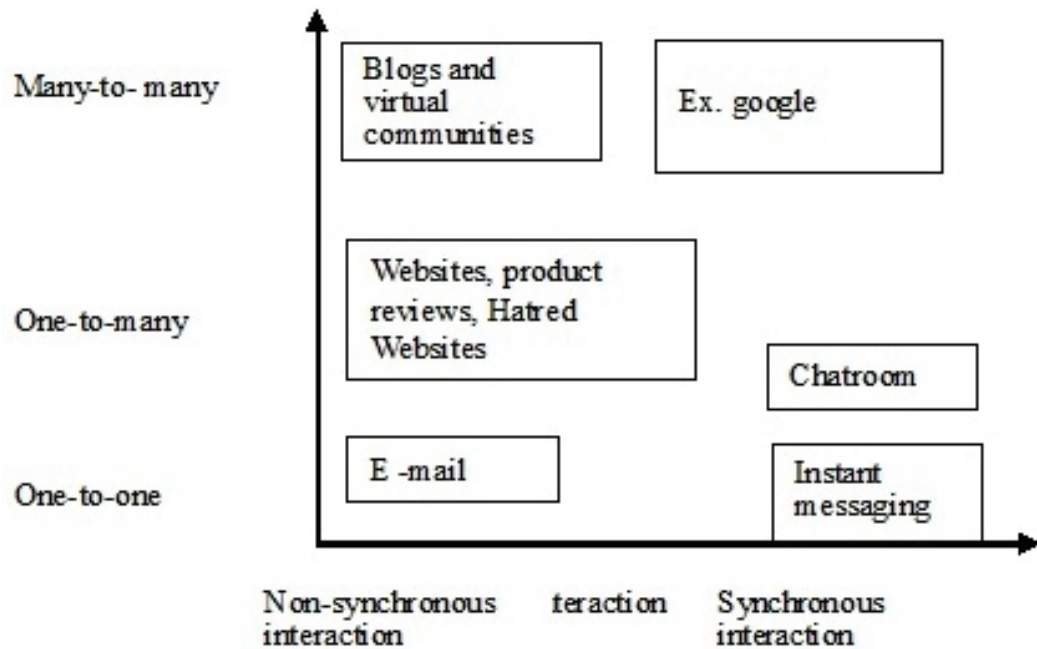 Many-to- many
Blogs and
virtual
communities
Ex. google
One-to-many
Websites, product
reviews, Hatred
Websites
Chatroom
One-to-one
E -mail
Instant
messaging
Non-synchronous
interaction
teraction
Synchronous
interaction